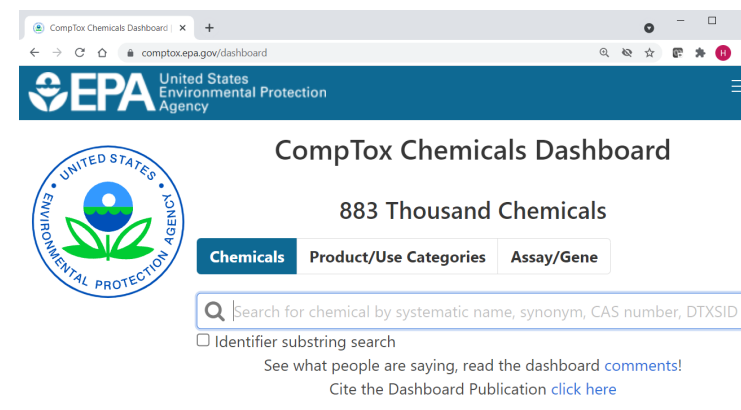 CompTox Chemicals Dashboard
comptox.epa.gov/dashboard
H
EPA
United States
Environmental Protection
Agency
UNITED STATES
ENVIRONMENTAL PROTECTION AGENCY
CompTox Chemicals Dashboard
883 Thousand Chemicals
Chemicals Product/Use Categories Assay/Gene
Search for chemical by systematic name, synonym, CAS number, DTXSID
Identifier substring search
See what people are saying, read the dashboard comments!
Cite the Dashboard Publication click here